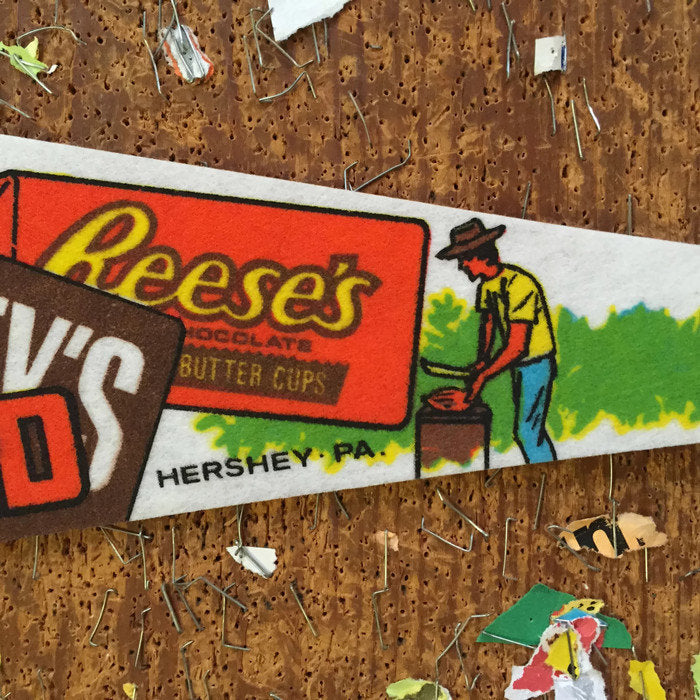 Reese's
CHOCOLATE
BUTTER CUPS
Y'S
D
HERSHEY · PA.